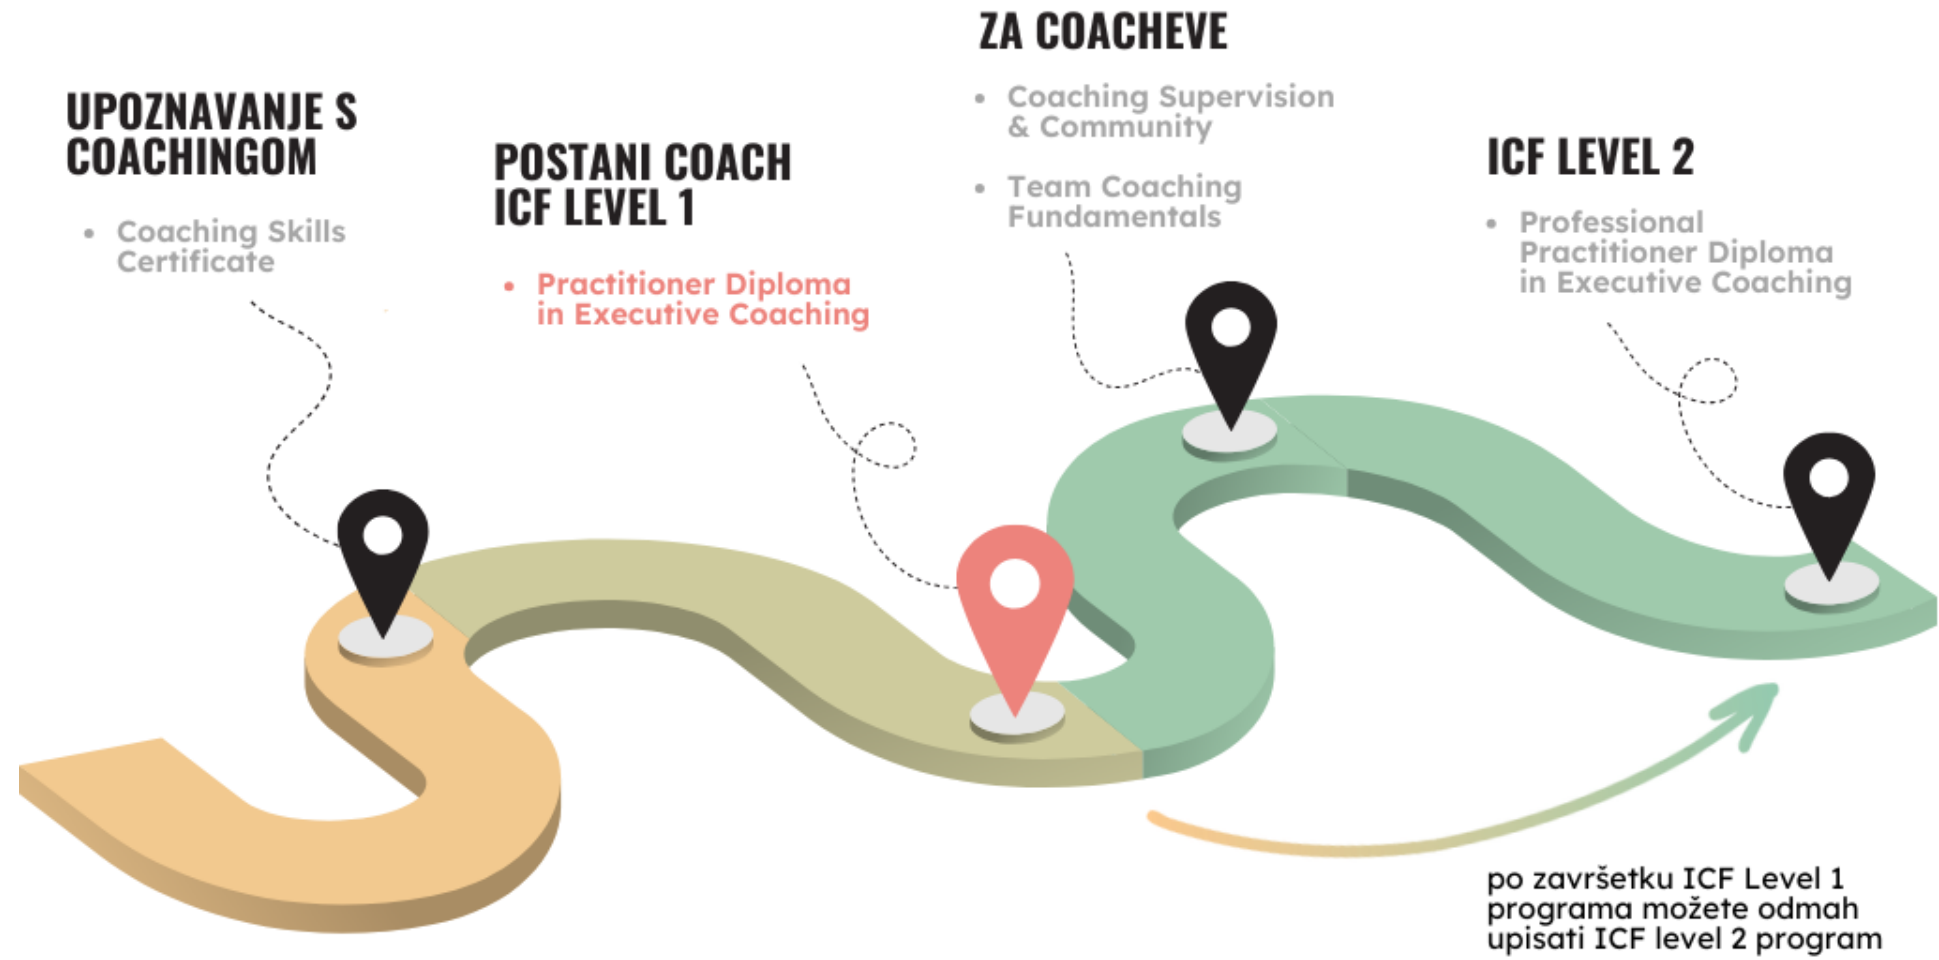 UPOZNAVANJE S
COACHINGOM
• Coaching Skills
Certificate
POSTANI COACH
ICF LEVEL 1
• Practitioner Diploma
in Executive Coaching
ZA COACHEVE
• Coaching Supervision
& Community
• Team Coaching
Fundamentals
ICF LEVEL 2
• Professional
Practitioner Diploma
in Executive Coaching
po završetku ICF Level 1
programa možete odmah
upisati ICF level 2 program